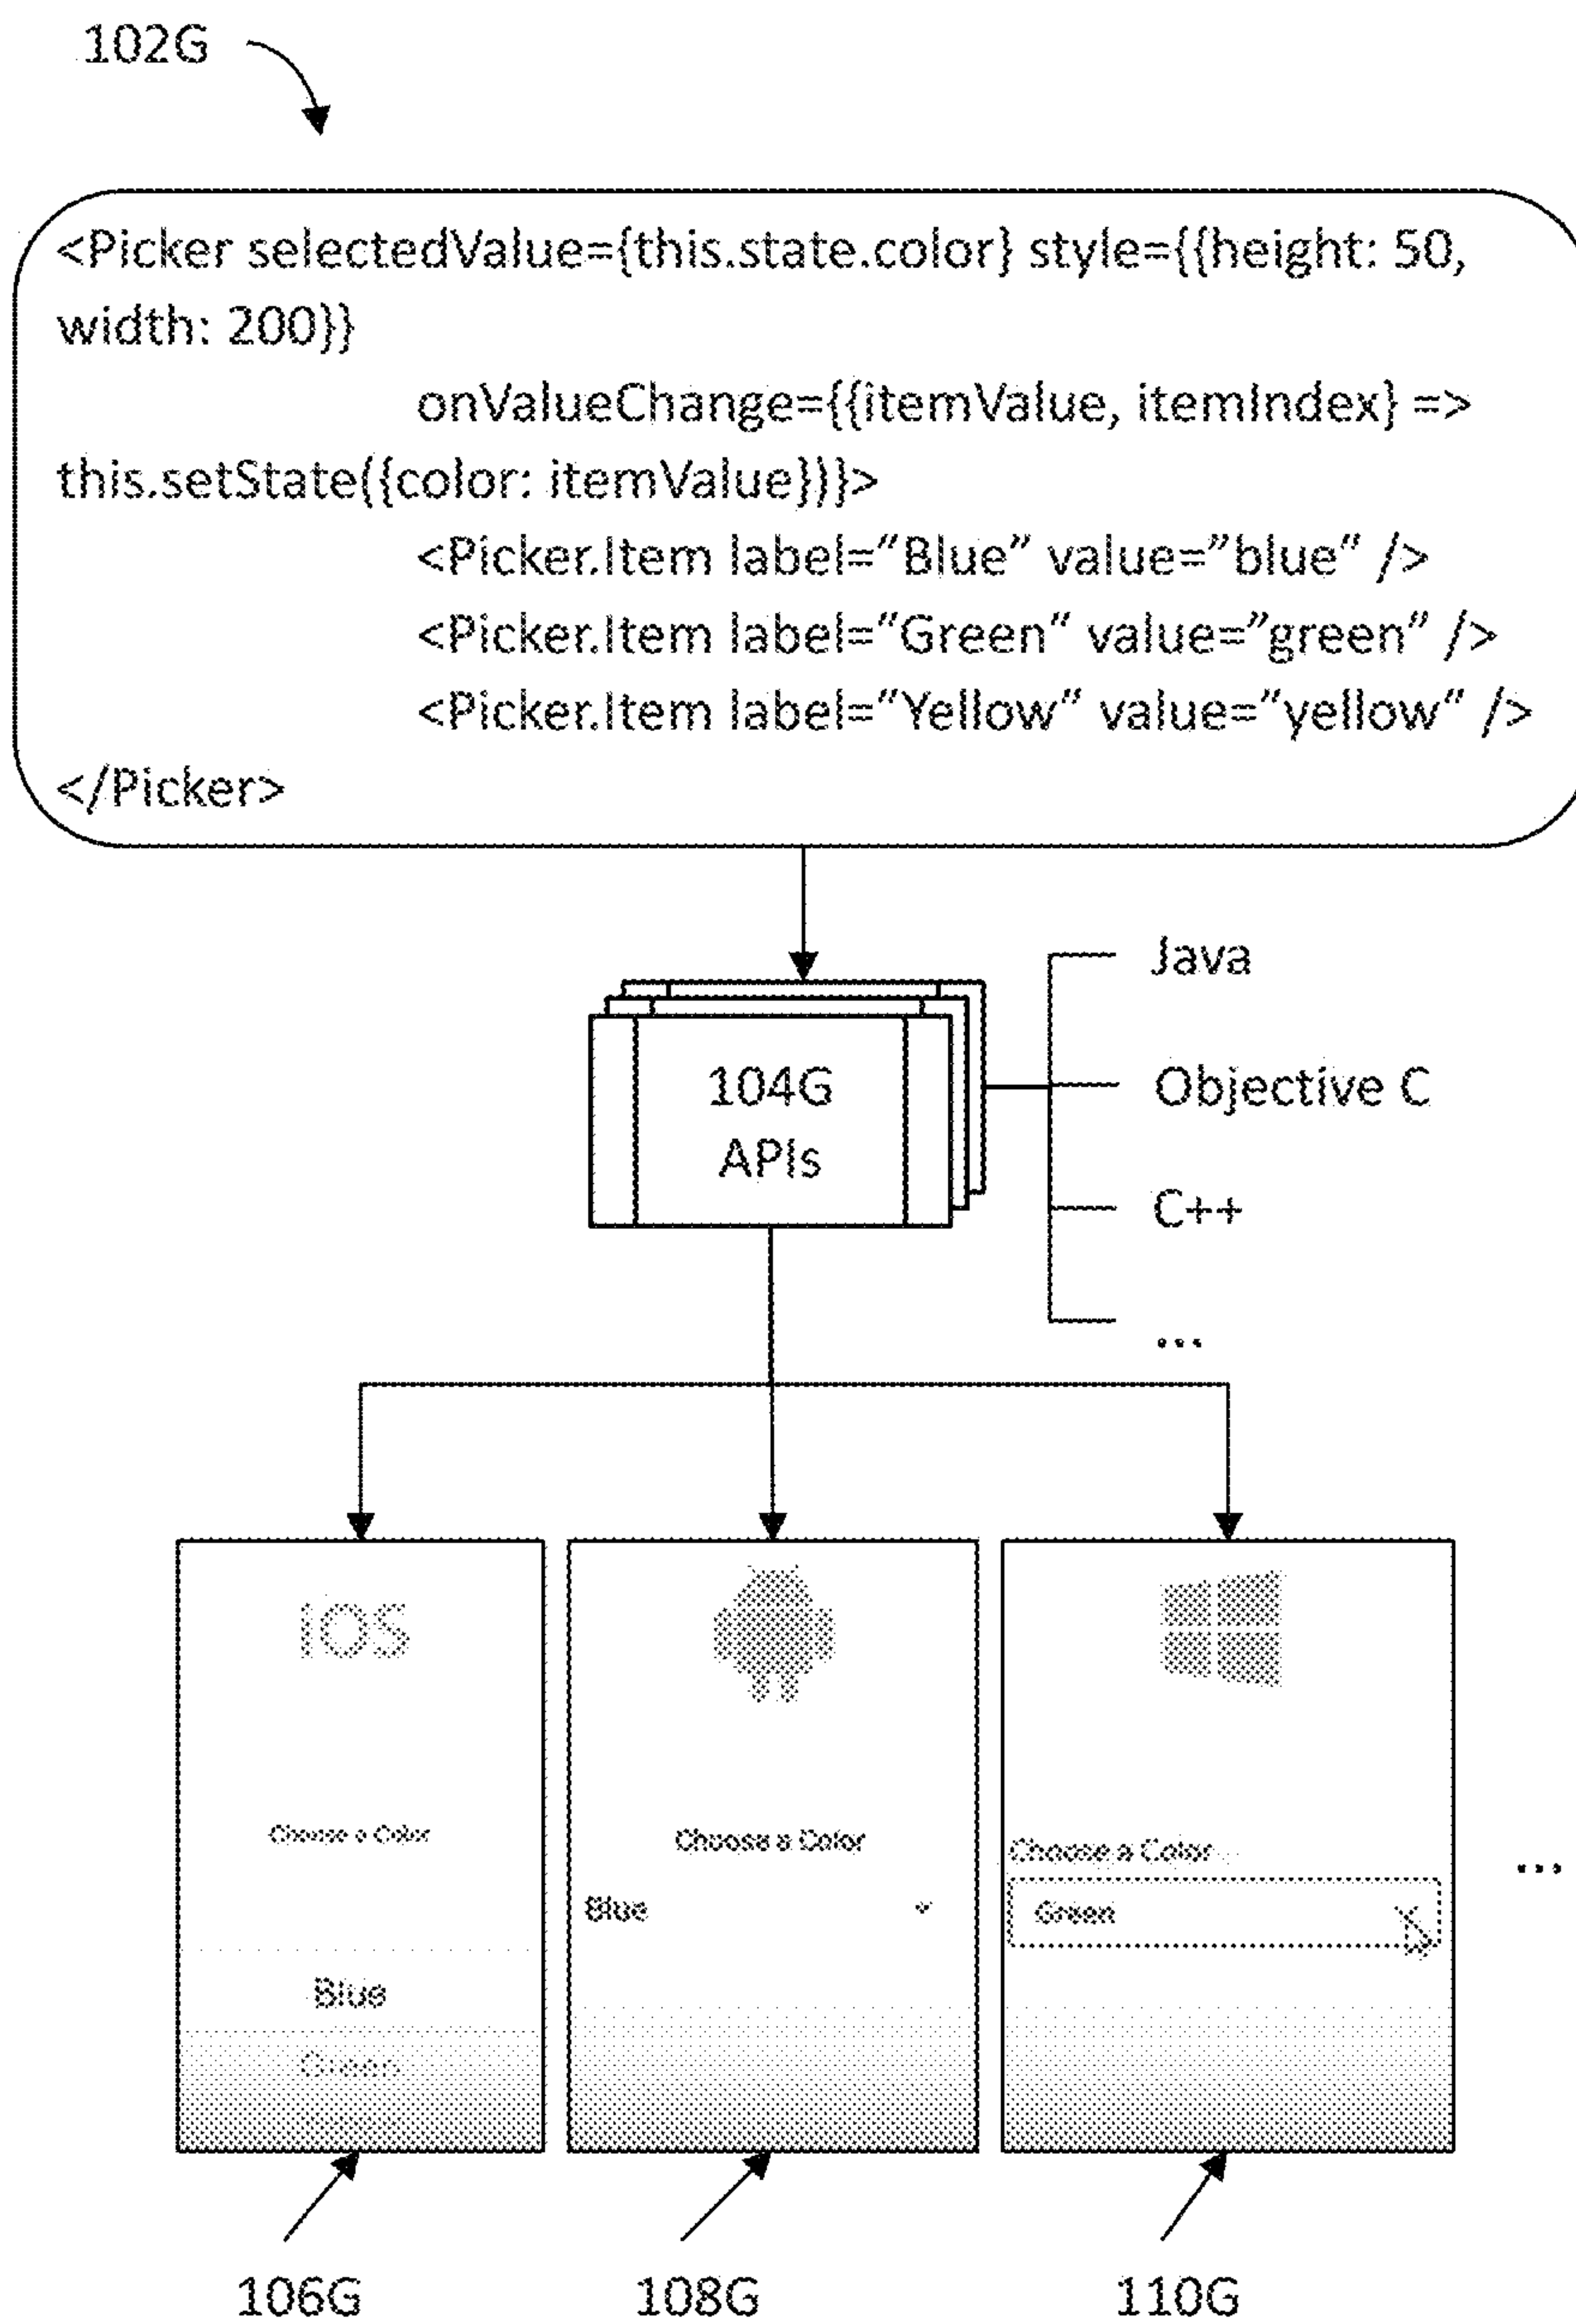 102G
<Picker selectedValue={this.state.color} style={{height: 50,
width: 200}}
onValueChange={{itemValue, itemIndex} =>
this.setState({color: itemValue})}>
<Picker.Item label="Blue" value="blue" />
<Picker.Item label="Green" value="green" />
<Picker.Item label="Yellow" value="yellow" />
</Picker>
Java
Objective C
C++
...
104G
APIs
iOS
Choose a Color
Blue
Green
Choose a Color
Blue
Choose a Color
Green
...
106G
108G
110G